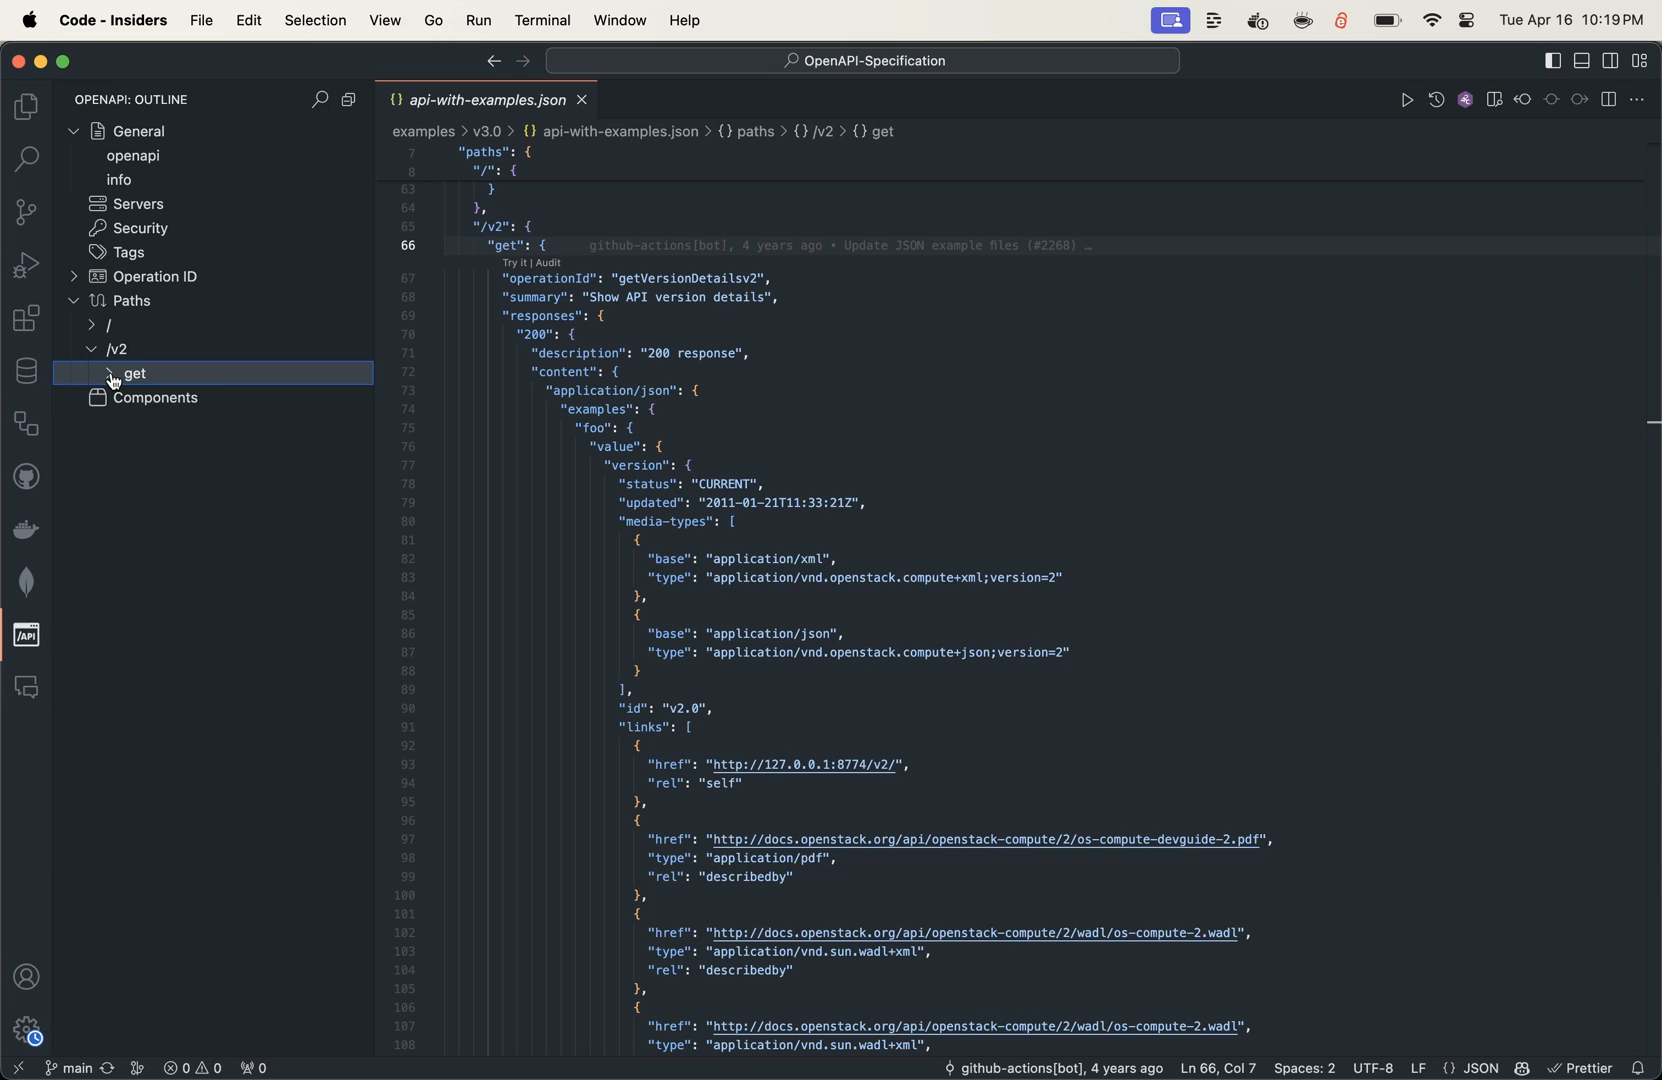 Code - Insiders File Edit Selection View Go Run Terminal Window Help Tue Apr 16 10:19 PM
OpenAPI-Specification
OPENAPI: OUTLINE
General
openapi
info
Servers
Security
Tags
Operation ID
Paths
/
/v2
get
Components
/API
{} api-with-examples.json
examples > v3.0 > {} api-with-examples.json > {} paths > {} /v2 > {} get
7 "paths": {
8 "/": {
63 }
64 },
65 "/v2": {
66 "get": { github-actions[bot], 4 years ago • Update JSON example files (#2268) …
Try it | Audit
67 "operationId": "getVersionDetailsv2",
68 "summary": "Show API version details",
69 "responses": {
70 "200": {
71 "description": "200 response",
72 "content": {
73 "application/json": {
74 "examples": {
75 "foo": {
76 "value": {
77 "version": {
78 "status": "CURRENT",
79 "updated": "2011-01-21T11:33:21Z",
80 "media-types": [
81 {
82 "base": "application/xml",
83 "type": "application/vnd.openstack.compute+xml;version=2"
84 },
85 {
86 "base": "application/json",
87 "type": "application/vnd.openstack.compute+json;version=2"
88 }
89 ],
90 "id": "v2.0",
91 "links": [
92 {
93 "href": "http://127.0.0.1:8774/v2/",
94 "rel": "self"
95 },
96 {
97 "href": "http://docs.openstack.org/api/openstack-compute/2/os-compute-devguide-2.pdf",
98 "type": "application/pdf",
99 "rel": "describedby"
100 },
101 {
102 "href": "http://docs.openstack.org/api/openstack-compute/2/wadl/os-compute-2.wadl",
103 "type": "application/vnd.sun.wadl+xml",
104 "rel": "describedby"
105 },
106 {
107 "href": "http://docs.openstack.org/api/openstack-compute/2/wadl/os-compute-2.wadl",
108 "type": "application/vnd.sun.wadl+xml",
main 0 0 0 github-actions[bot], 4 years ago Ln 66, Col 7 Spaces: 2 UTF-8 LF {} JSON Prettier